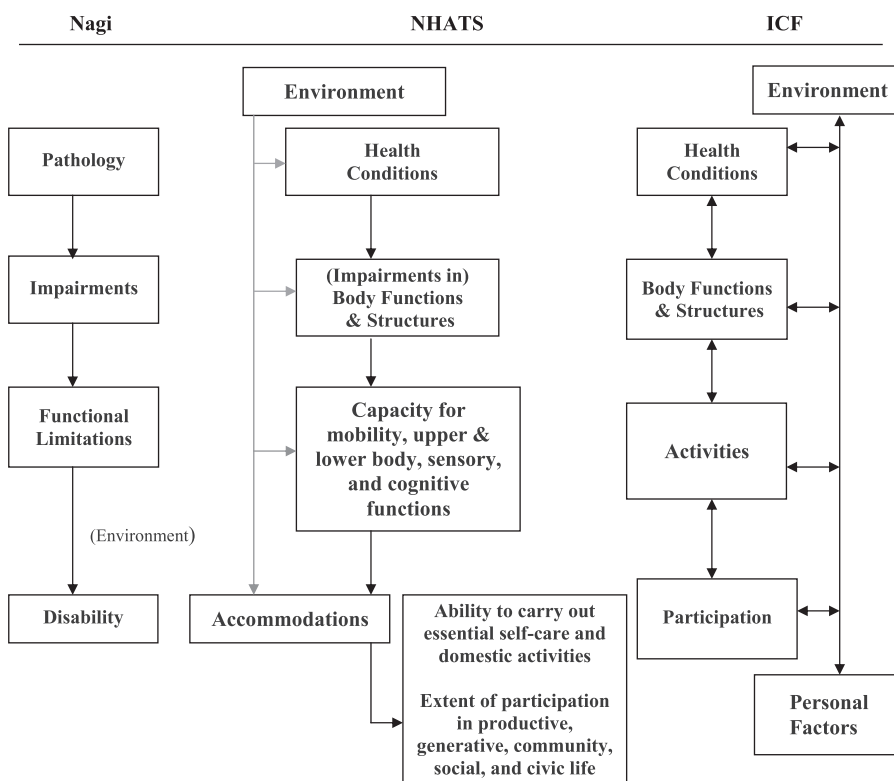 Nagi
NHATS
ICF
Pathology
Impairments
Functional
Limitations
(Environment)
Disability
Environment
Health
Conditions
(Impairments in)
Body Functions
& Structures
Capacity for
mobility, upper &
lower body, sensory,
and cognitive
functions
Accommodations
Ability to carry out
essential self-care and
domestic activities
Extent of participation
in productive,
generative, community,
social, and civic life
Environment
Health
Conditions
Body Functions
& Structures
Activities
Participation
Personal
Factors